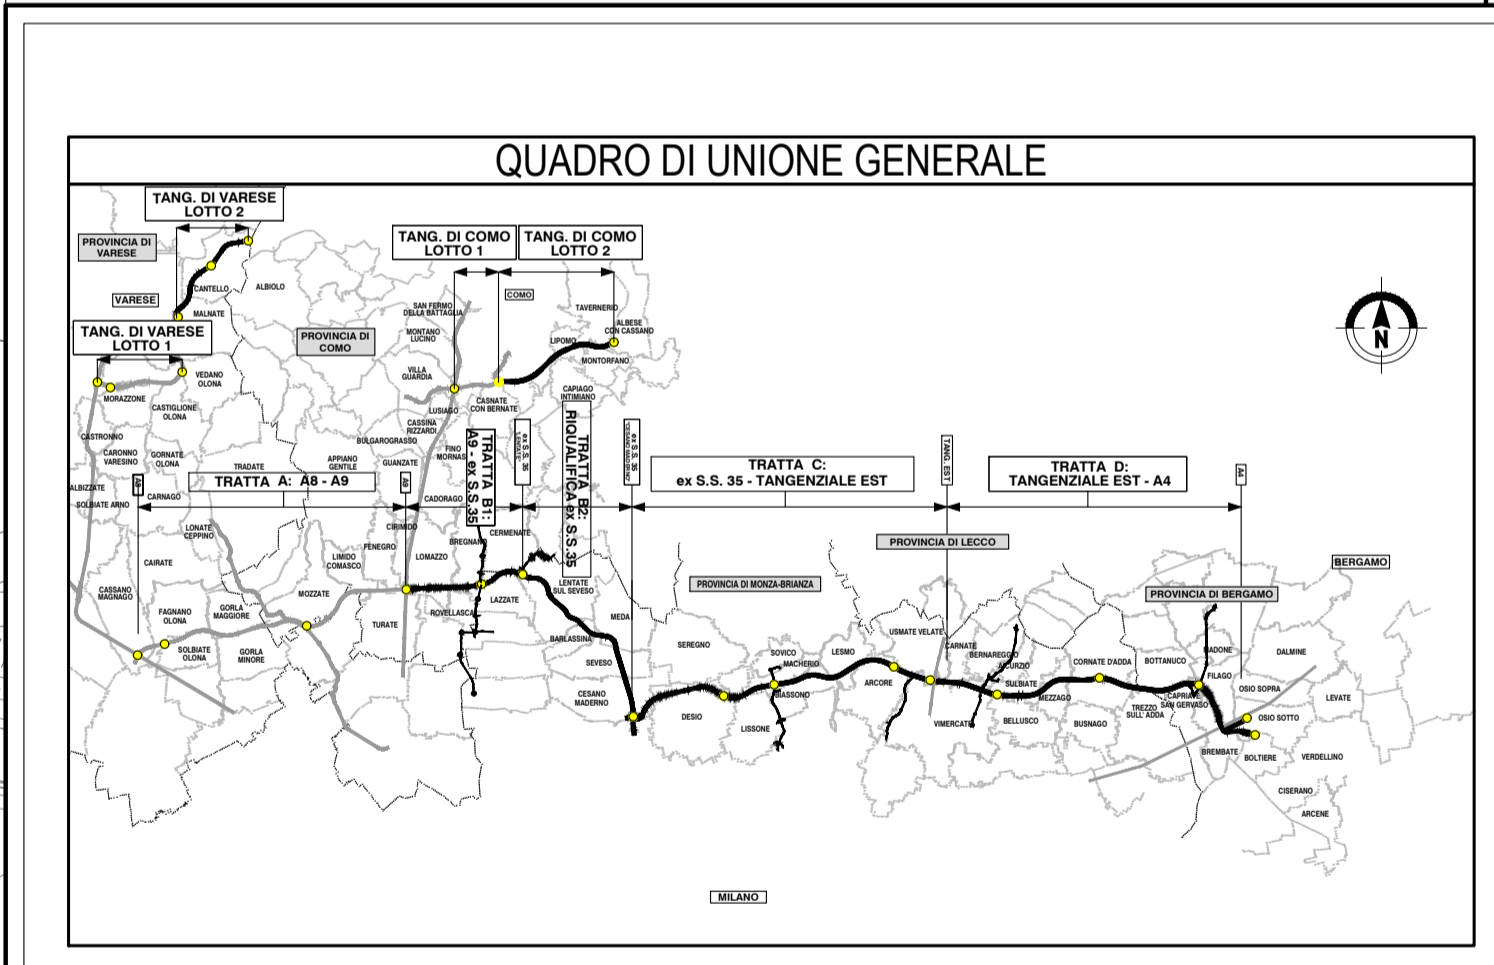 QUADRO DI UNIONE GENERALE
TANG. DI VARESE
LOTTO 2
PROVINCIA DI
VARESE
TANG. DI COMO
LOTTO 1
TANG. DI COMO
LOTTO 2
CANTELLO
ALBIOLO
VARESE
MALNATE
COMO
SAN FERMO
DELLA BATTAGLIA
TAVERNERIO
ALBESE
CON CASSANO
TANG. DI VARESE
LOTTO 1
PROVINCIA DI
COMO
MONTANO
LUCINO
LIPOMO
MONTORFANO
N
VEDANO
OLONA
VILLA
GUARDIA
MORAZZONE
CASTIGLIONE
OLONA
LUSIAGO
CASNATE
CON BERNATE
CAPIAGO
INTIMIANO
CASSINA
RIZZARDI
CASTRONNO
BULGAROGRASSO
CARONNO
VARESINO
GORNATE
OLONA
TRADATE
APPIANO
GENTILE
GUANZATE
FINO
MORNAS
TRATTA B1:
A9 - ex S.S.35
ex S.S. 35
TRATTA B2:
RIQUALIFICA ex S.S.35
ex S.S. 35
TANG. EST
A4
TRATTA A: A8 - A9
A9
TRATTA C:
ex S.S. 35 - TANGENZIALE EST
TRATTA D:
TANGENZIALE EST - A4
ALBIZZATE
SOLBIATE ARNO
CARNAGO
CADORAGO
LONATE
CEPPINO
CIRIMIDO
FENEGRO
BREGNANO
CERMENATE
LOMAZZO
LIMIDO
COMASCO
PROVINCIA DI LECCO
CAIRATE
BERGAMO
CASSANO
MAGNAGO
MOZZATE
LENTATE
SUL SEVESO
PROVINCIA DI MONZA-BRIANZA
PROVINCIA DI BERGAMO
FAGNANO
OLONA
GORLA
MAGGIORE
LAZZATE
ROVELLASCA
TURATE
MEDA
SOLBIATE
OLONA
GORLA
MINORE
BARLASSINA
SEREGNO
SEVESO
SOVICO
MACHERIO
LESMO
USMATE VELATE
CARNATE
BERNAREGGIO
CORNATE D'ADDA
BOTTANUCO
MADONE
DALMINE
FILAGO
CESANO
MADERNO
BIASSONO
ARCORE
SULBIATE
MEZZAGO
TREZZO
SULL' ADDA
CAPRIATE
SAN GERVASO
OSIO SOPRA
LEVATE
DESIO
LISSONE
VIMERCATE
BELLUSCO
BUSNAGO
OSIO SOTTO
BREMBATE
BOLTIERE
VERDELLINO
CISERANO
ARCENE
MILANO